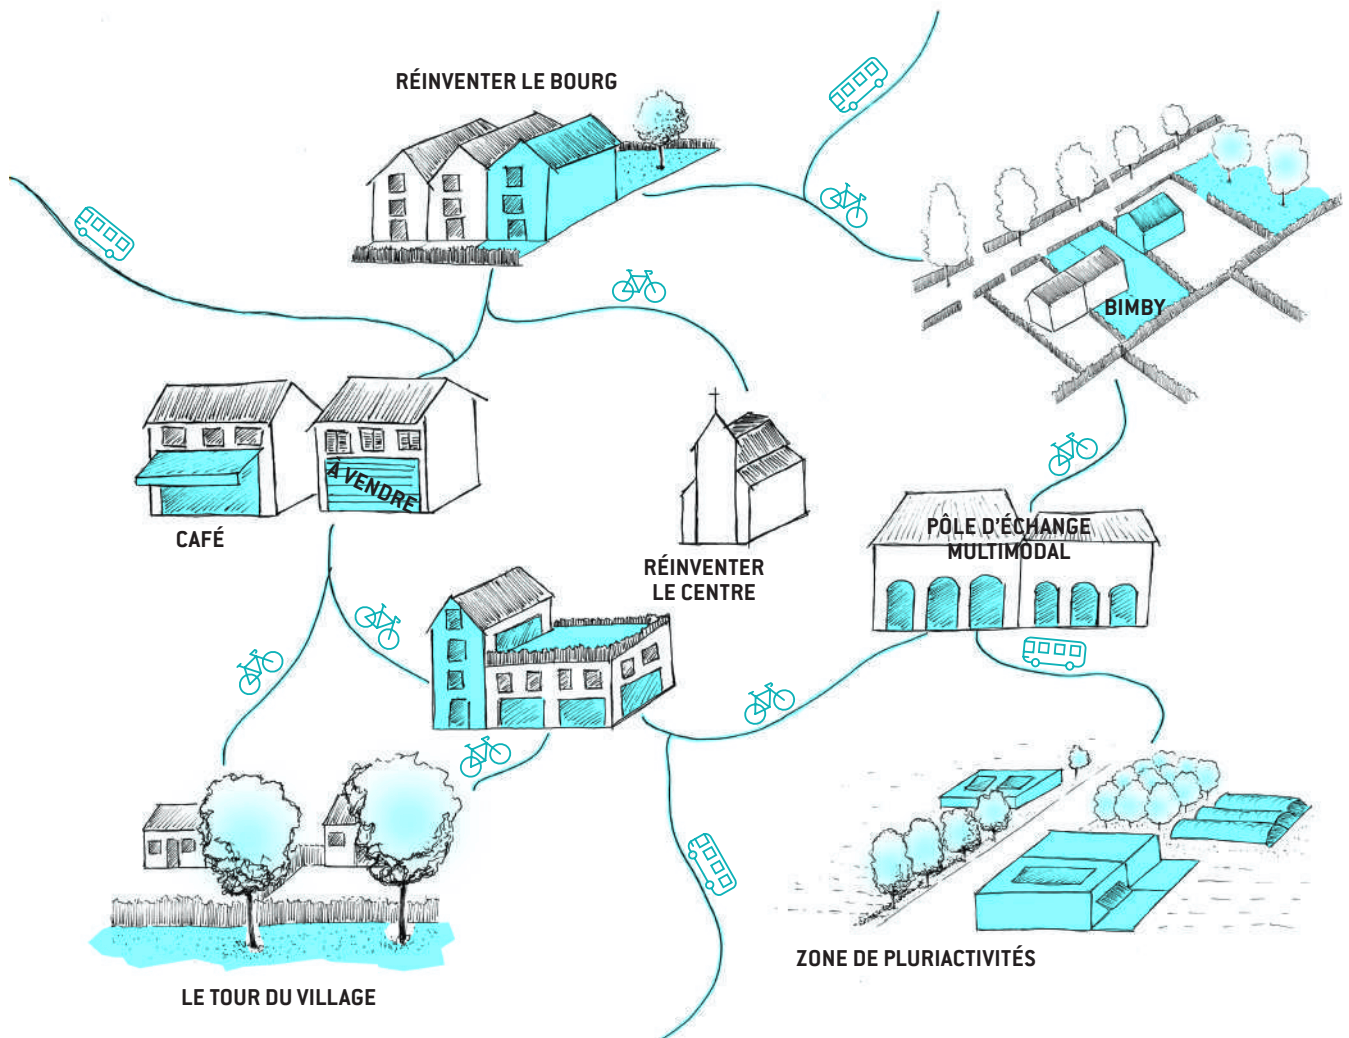 RÉINVENTER LE BOURG
BIMBY
À VENDRE
CAFÉ
RÉINVENTER
LE CENTRE
PÔLE D'ÉCHANGE
MULTIMODAL
ZONE DE PLURIACTIVITÉS
LE TOUR DU VILLAGE